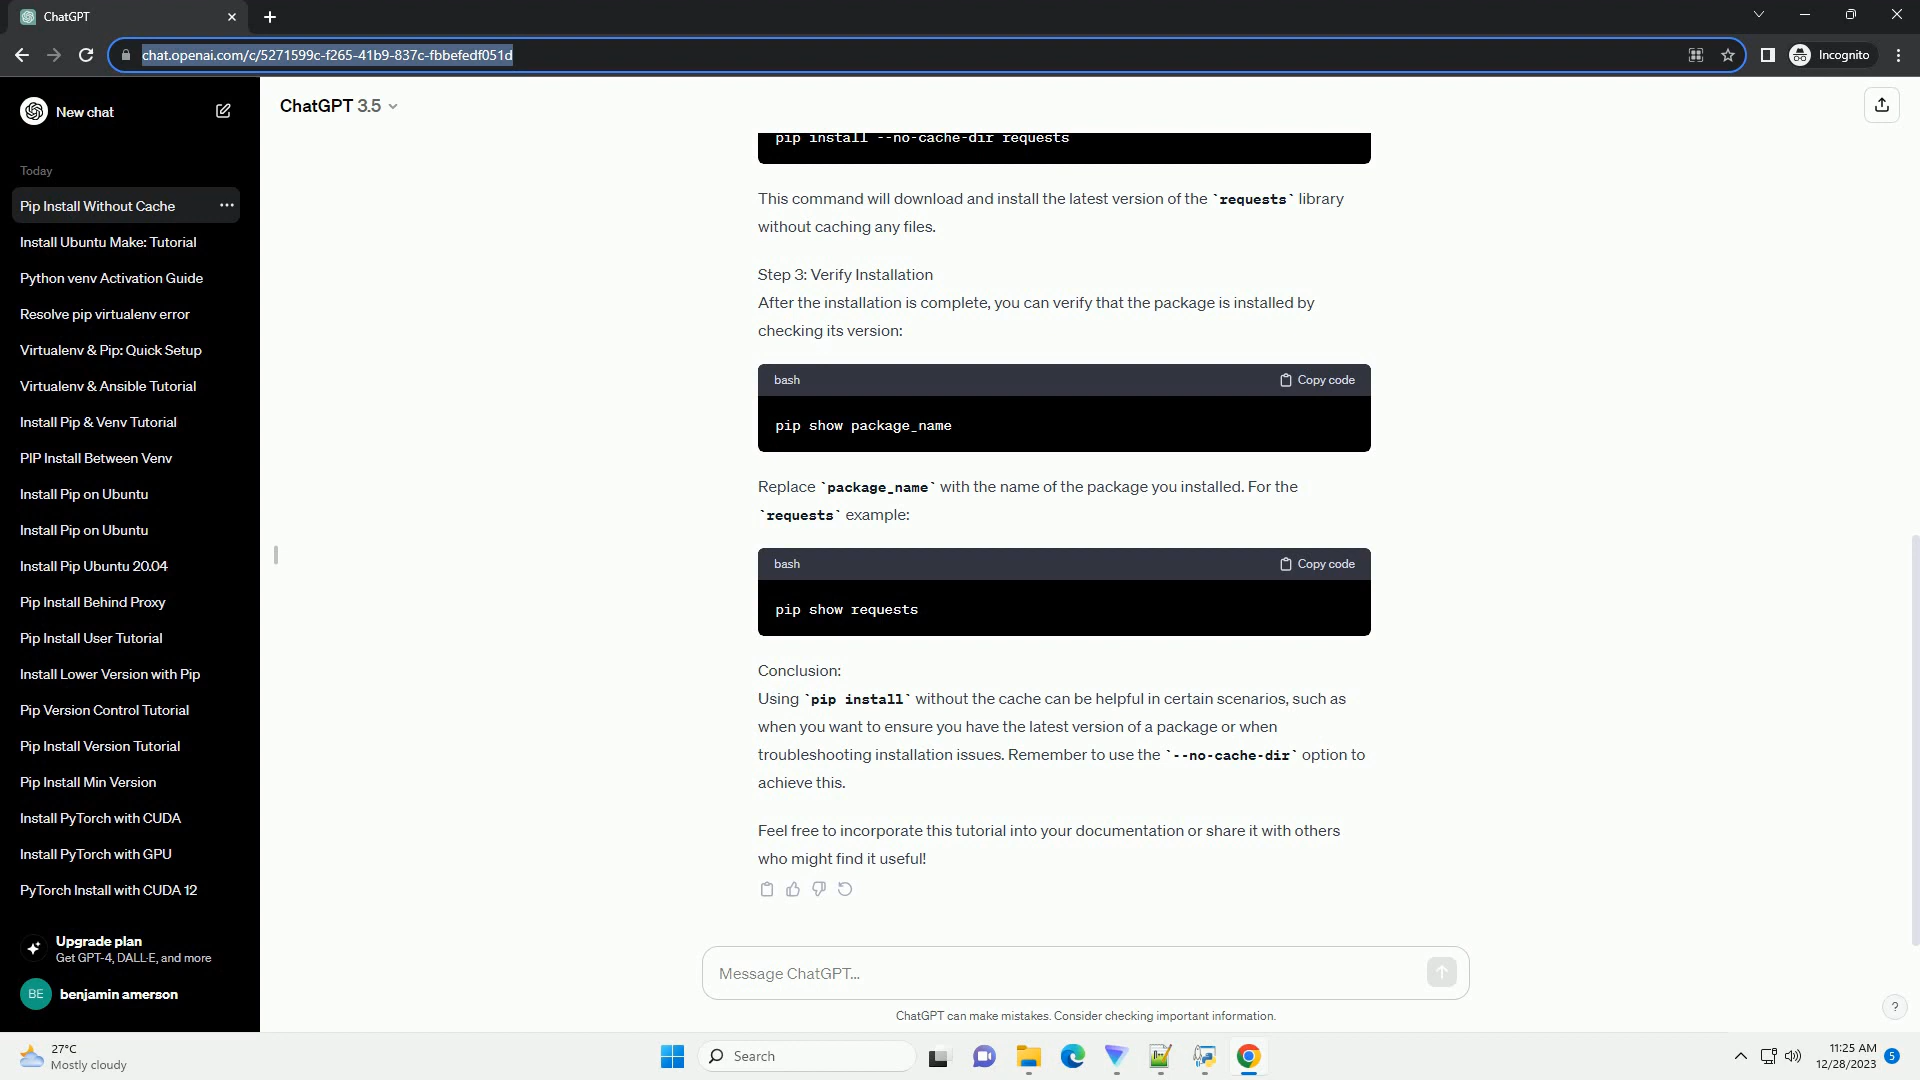 ChatGPT
chat.openai.com/c/5271599c-f265-41b9-837c-fbbefedf051d
Incognito
New chat
Today
Pip Install Without Cache
Install Ubuntu Make: Tutorial
Python venv Activation Guide
Resolve pip virtualenv error
Virtualenv & Pip: Quick Setup
Virtualenv & Ansible Tutorial
Install Pip & Venv Tutorial
PIP Install Between Venv
Install Pip on Ubuntu
Install Pip on Ubuntu
Install Pip Ubuntu 20.04
Pip Install Behind Proxy
Pip Install User Tutorial
Install Lower Version with Pip
Pip Version Control Tutorial
Pip Install Version Tutorial
Pip Install Min Version
Install PyTorch with CUDA
Install PyTorch with GPU
PyTorch Install with CUDA 12
Upgrade plan
Get GPT-4, DALL·E, and more
BE
benjamin amerson
ChatGPT 3.5
pip install --no-cache-dir requests
This command will download and install the latest version of the `requests` library
without caching any files.
Step 3: Verify Installation
After the installation is complete, you can verify that the package is installed by
checking its version:
bash
Copy code
pip show package_name
Replace `package_name` with the name of the package you installed. For the
`requests` example:
bash
Copy code
pip show requests
Conclusion:
Using `pip install` without the cache can be helpful in certain scenarios, such as
when you want to ensure you have the latest version of a package or when
troubleshooting installation issues. Remember to use the `--no-cache-dir` option to
achieve this.
Feel free to incorporate this tutorial into your documentation or share it with others
who might find it useful!
Message ChatGPT...
ChatGPT can make mistakes. Consider checking important information.
?
27°C
Mostly cloudy
Search
11:25 AM
12/28/2023
5